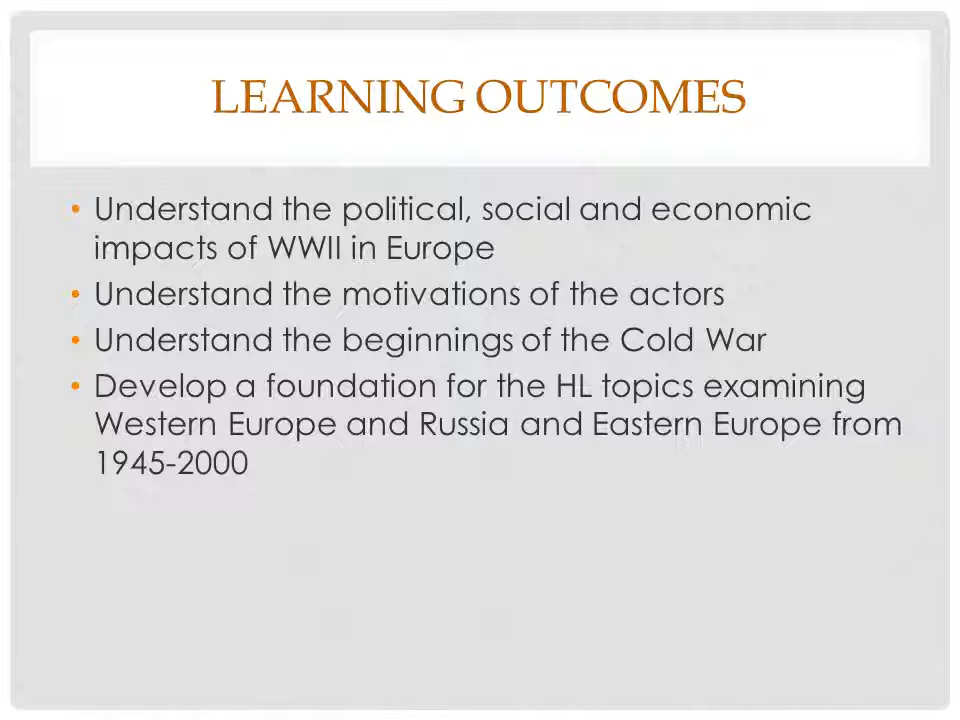 LEARNING OUTCOMES
• Understand the political, social and economic
impacts of WWII in Europe
• Understand the motivations of the actors
• Understand the beginnings of the Cold War
• Develop a foundation for the HL topics examining
Western Europe and Russia and Eastern Europe from
1945-2000